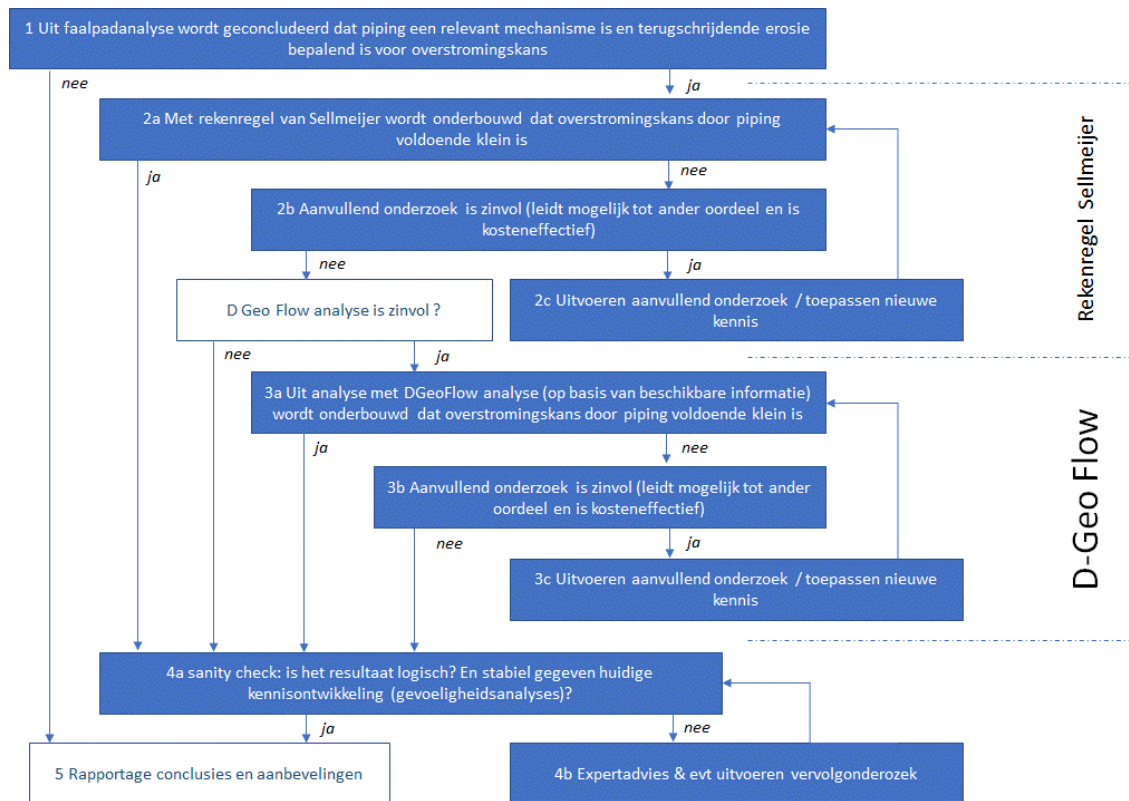 1 Uit faalpadanalyse wordt geconcludeerd dat piping een relevant mechanisme is en terugschrijdende erosie
bepalend is voor overstromingskans
nee
ja
2a Met rekenregel van Sellmeijer wordt onderbouwd dat overstromingskans door piping
voldoende klein is
ja
nee
2b Aanvullend onderzoek is zinvol (leidt mogelijk tot ander oordeel en is
kosteneffectief)
nee
ja
D Geo Flow analyse is zinvol ?
2c Uitvoeren aanvullend onderzoek / toepassen nieuwe
kennis
Rekenregel Sellmeijer
nee
ja
3a Uit analyse met DGeoFlow analyse (op basis van beschikbare informatie)
wordt onderbouwd dat overstromingskans door piping voldoende klein is
ja
nee
3b Aanvullend onderzoek is zinvol (leidt mogelijk tot ander
oordeel en is kosteneffectief)
nee
ja
3c Uitvoeren aanvullend onderzoek / toepassen nieuwe
kennis
D-Geo Flow
4a sanity check: is het resultaat logisch? En stabiel gegeven huidige
kennisontwikkeling (gevoeligheidsanalyses)?
ja
nee
5 Rapportage conclusies en aanbevelingen
4b Expertadvies & evt uitvoeren vervolgonderozek